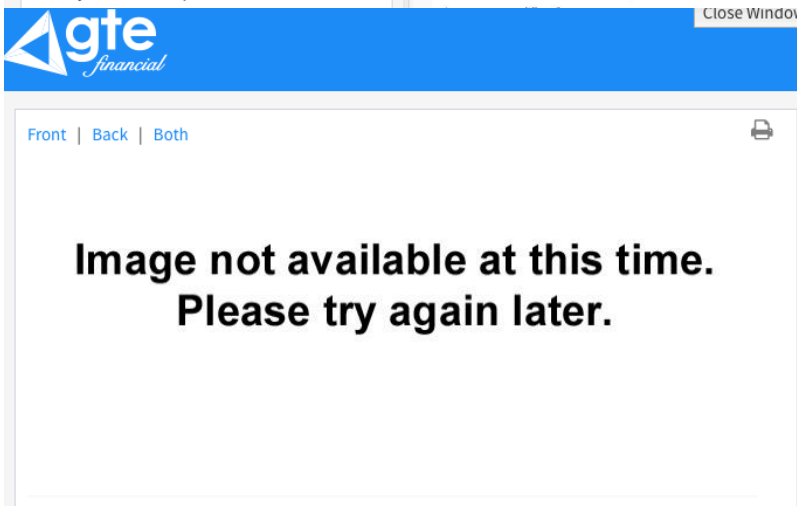 Close Window
gte
financial
Front | Back | Both
Image not available at this time.
Please try again later.